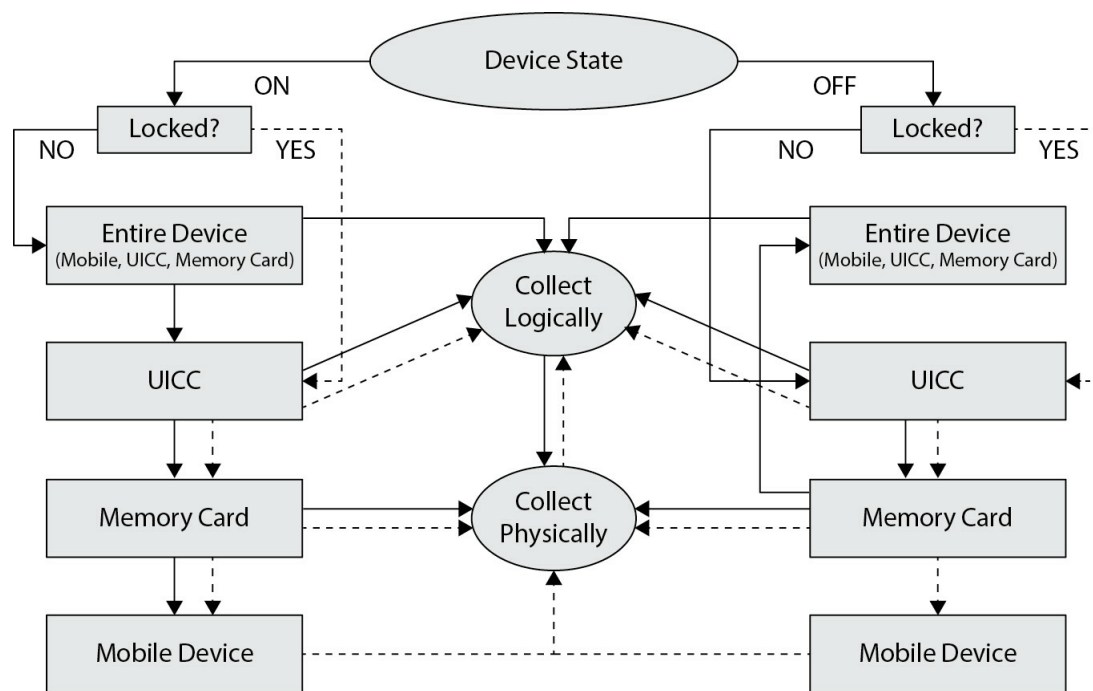 Device State
ON
OFF
Locked?
Locked?
NO
YES
NO
YES
Entire Device
(Mobile, UICC, Memory Card)
Entire Device
(Mobile, UICC, Memory Card)
Collect
Logically
UICC
UICC
Memory Card
Collect
Physically
Memory Card
Mobile Device
Mobile Device